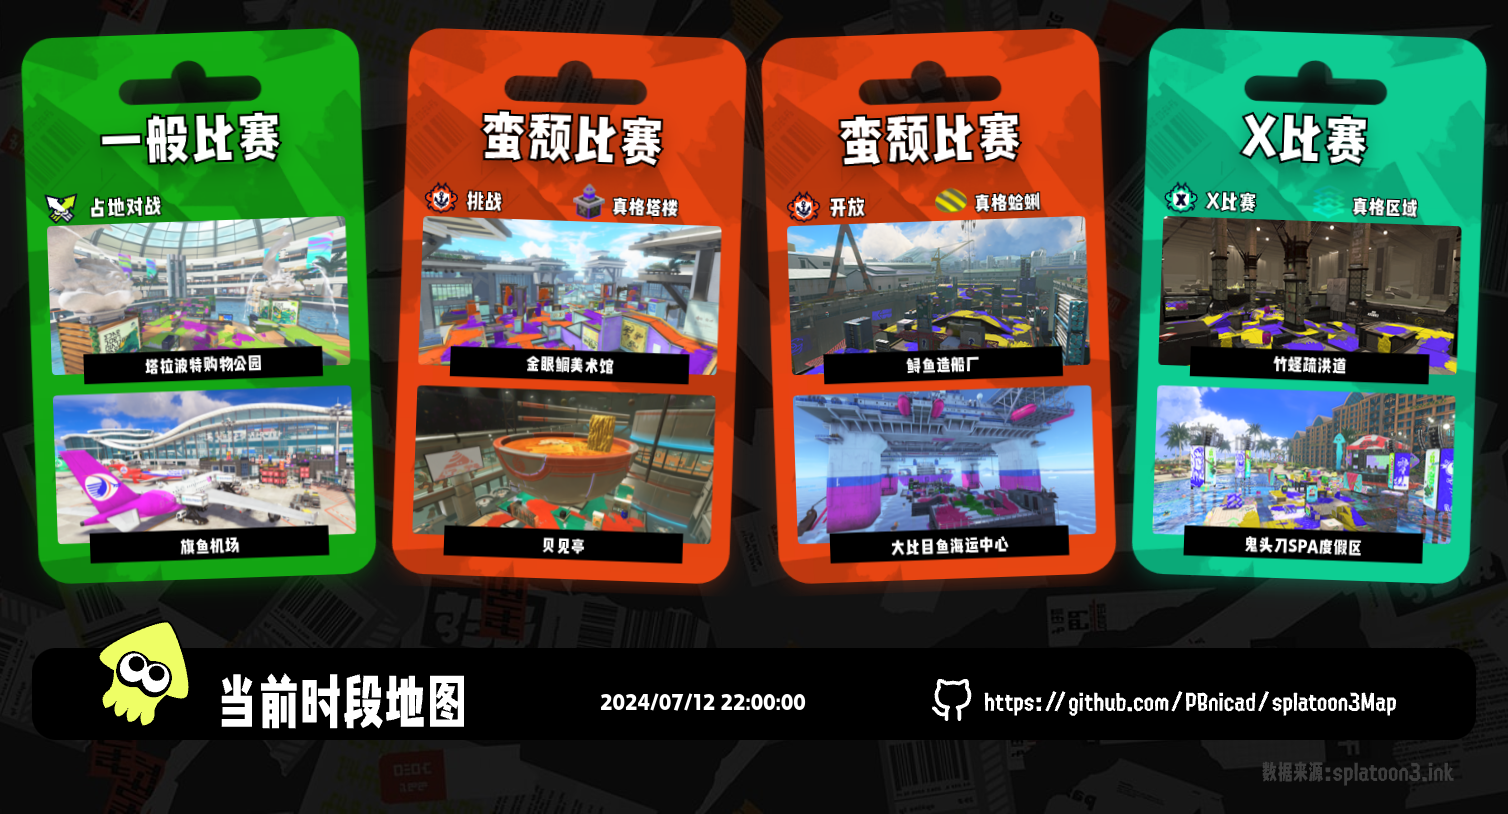 一般比赛
占地对战
塔拉波特购物公园
旗鱼机场
蛮颓比赛
挑战
真格塔楼
金眼鲷美术馆
贝见亭
蛮颓比赛
开放
真格蛤蜊
鲟鱼造船厂
大比目鱼海运中心
X比赛
X比赛
真格区域
竹蛏疏洪道
鬼头刀SPA度假区
当前时段地图
2024/07/12 22:00:00
https://github.com/PBnicad/splatoon3Map
数据来源:splatoon3.ink